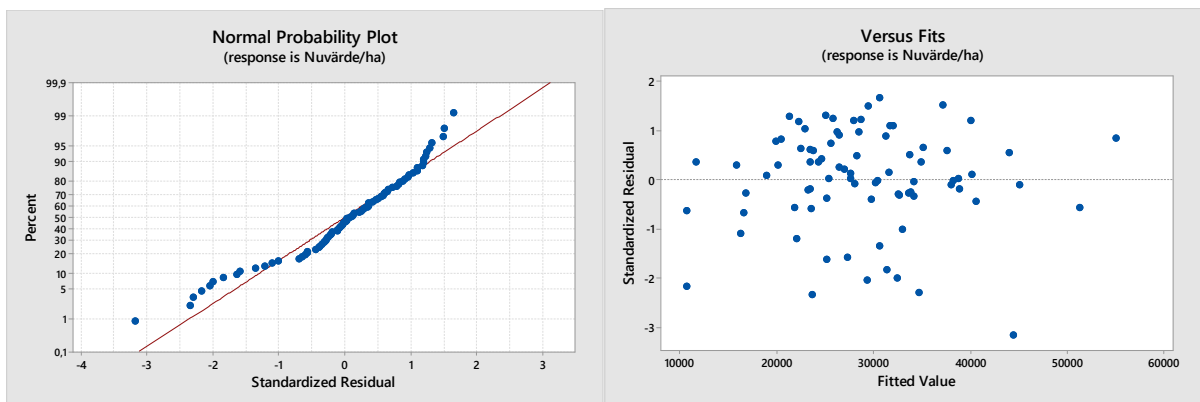 Normal Probability Plot
(response is Nuvärde/ha)
99,9
99
95
90
80
70
60
50
40
30
20
10
5
1
0,1
Percent
-4 -3 -2 -1 0 1 2 3
Standardized Residual
Versus Fits
(response is Nuvärde/ha)
2
1
0
-1
-2
-3
Standardized Residual
10000 20000 30000 40000 50000 60000
Fitted Value